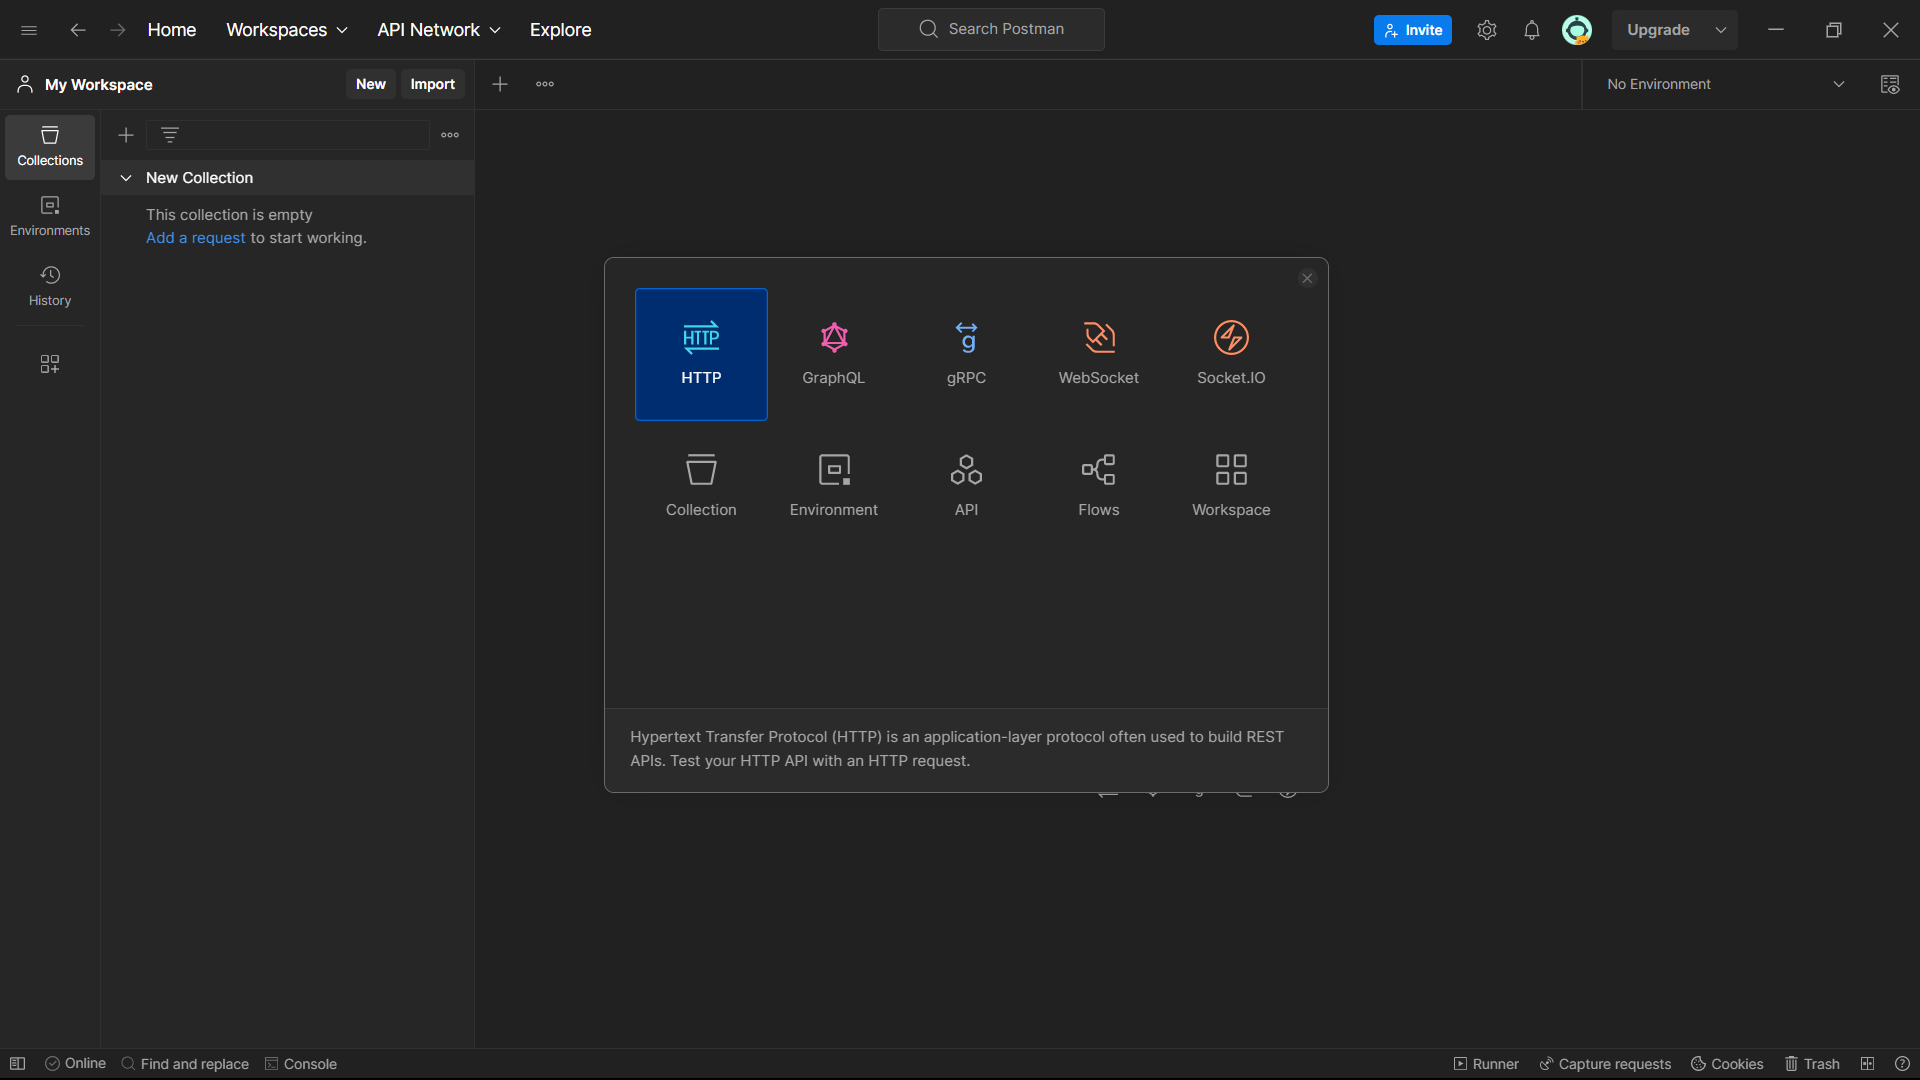 Home Workspaces API Network Explore Search Postman Invite Upgrade
My Workspace New Import No Environment
Collections
Environments
History
New Collection
This collection is empty
Add a request to start working.
HTTP
HTTP GraphQL gRPC WebSocket Socket.IO
Collection Environment API Flows Workspace
Hypertext Transfer Protocol (HTTP) is an application-layer protocol often used to build REST
APIs. Test your HTTP API with an HTTP request.
Online Find and replace Console Runner Capture requests Cookies Trash